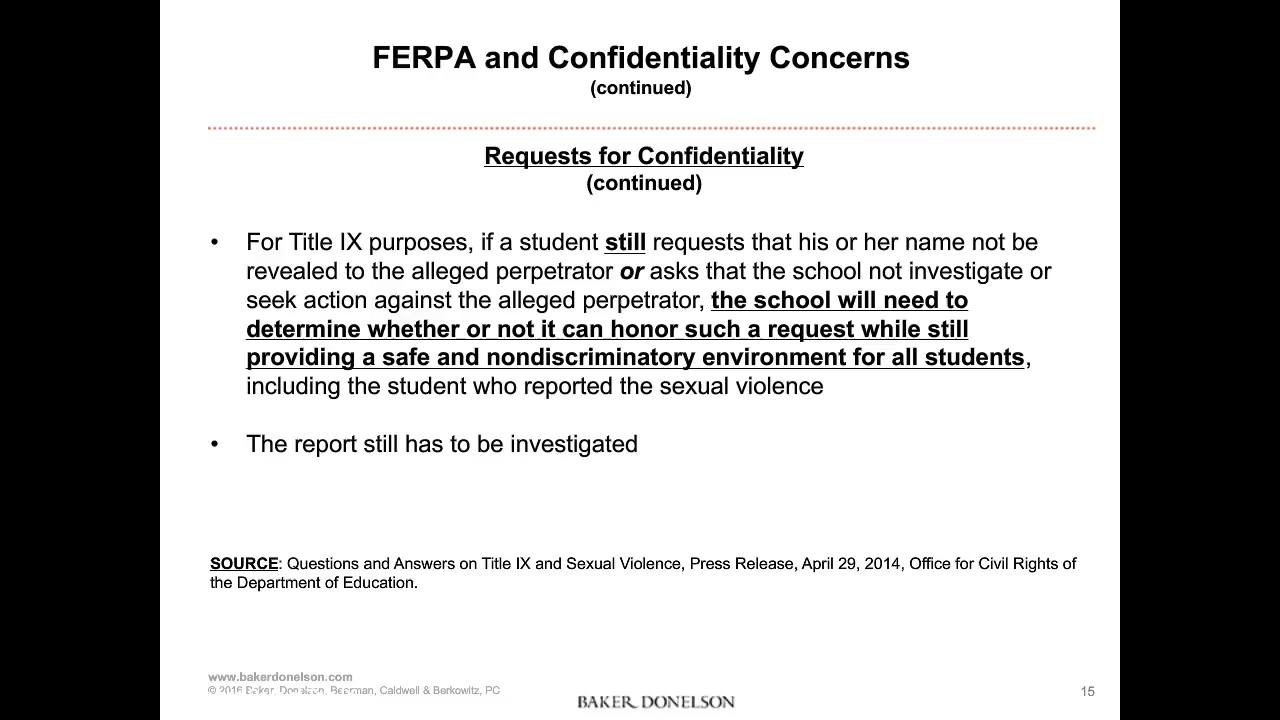 FERPA and Confidentiality Concerns
(continued)
Requests for Confidentiality
(continued)
• For Title IX purposes, if a student still requests that his or her name not be
revealed to the alleged perpetrator or asks that the school not investigate or
seek action against the alleged perpetrator, the school will need to
determine whether or not it can honor such a request while still
providing a safe and nondiscriminatory environment for all students,
including the student who reported the sexual violence
• The report still has to be investigated
SOURCE: Questions and Answers on Title IX and Sexual Violence, Press Release, April 29, 2014, Office for Civil Rights of
the Department of Education.
www.bakerdonelson.com
© 2016 Baker, Donelson, Bearman, Caldwell & Berkowitz, PC
BAKER DONELSON
15